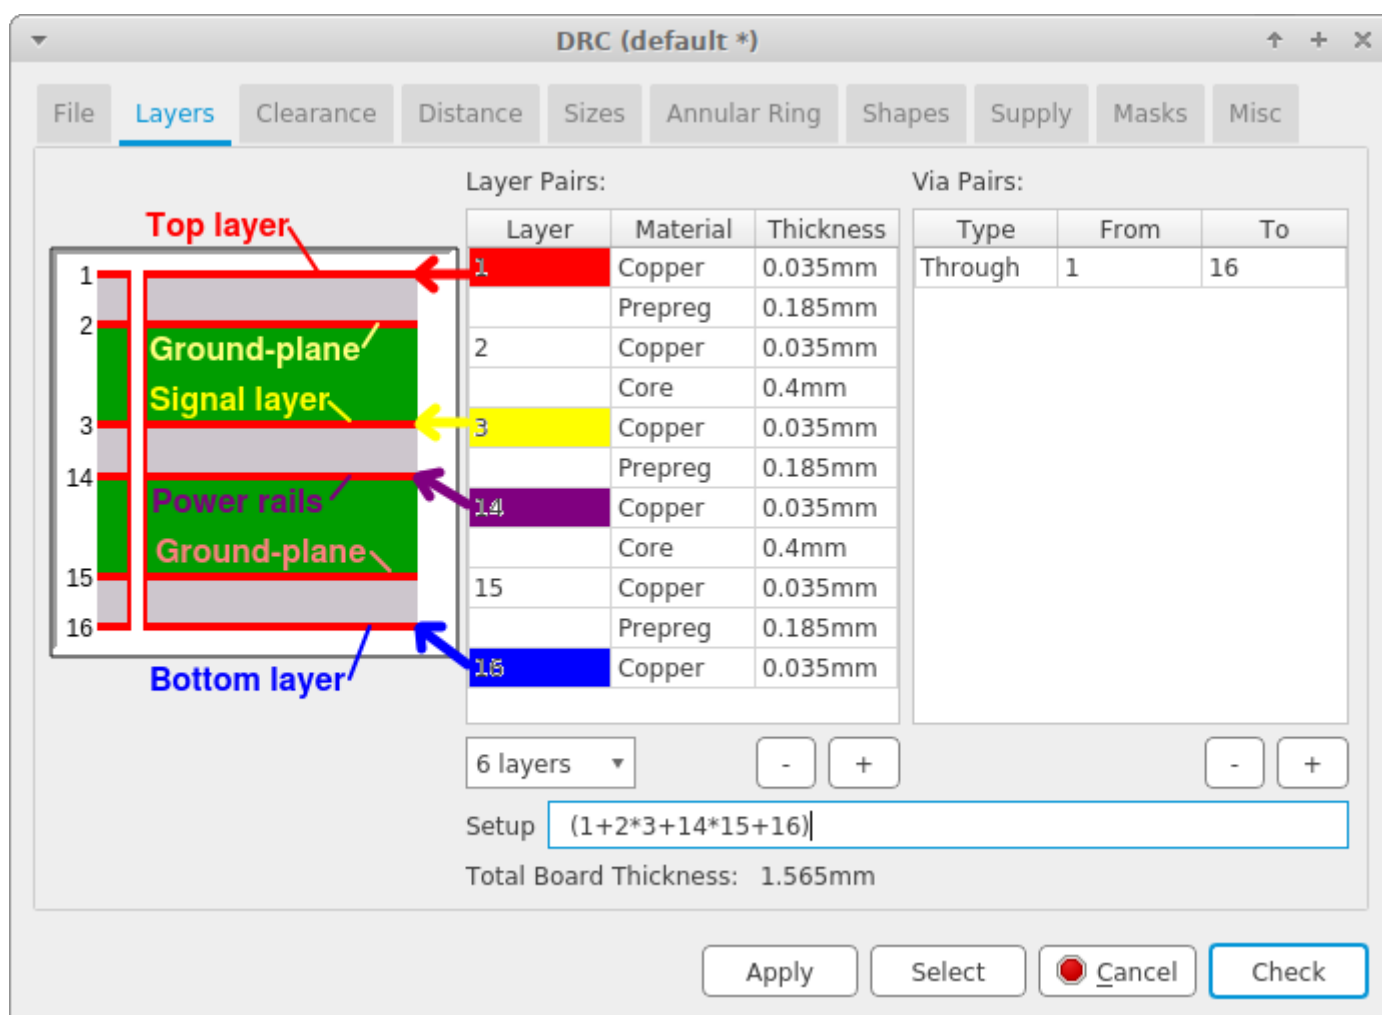 DRC (default *)
File Layers Clearance Distance Sizes Annular Ring Shapes Supply Masks Misc
Layer Pairs:
Via Pairs:
Layer Material Thickness
Type From To
Top layer
1
2
3
14
15
16
Ground-plane
Signal layer
Power rails
Ground-plane
Bottom layer
1 Copper 0.035mm
Prepreg 0.185mm
2 Copper 0.035mm
Core 0.4mm
3 Copper 0.035mm
Prepreg 0.185mm
14 Copper 0.035mm
Core 0.4mm
15 Copper 0.035mm
Prepreg 0.185mm
16 Copper 0.035mm
Through 1 16
6 layers - +
- +
Setup (1+2*3+14*15+16)
Total Board Thickness: 1.565mm
Apply Select Cancel Check